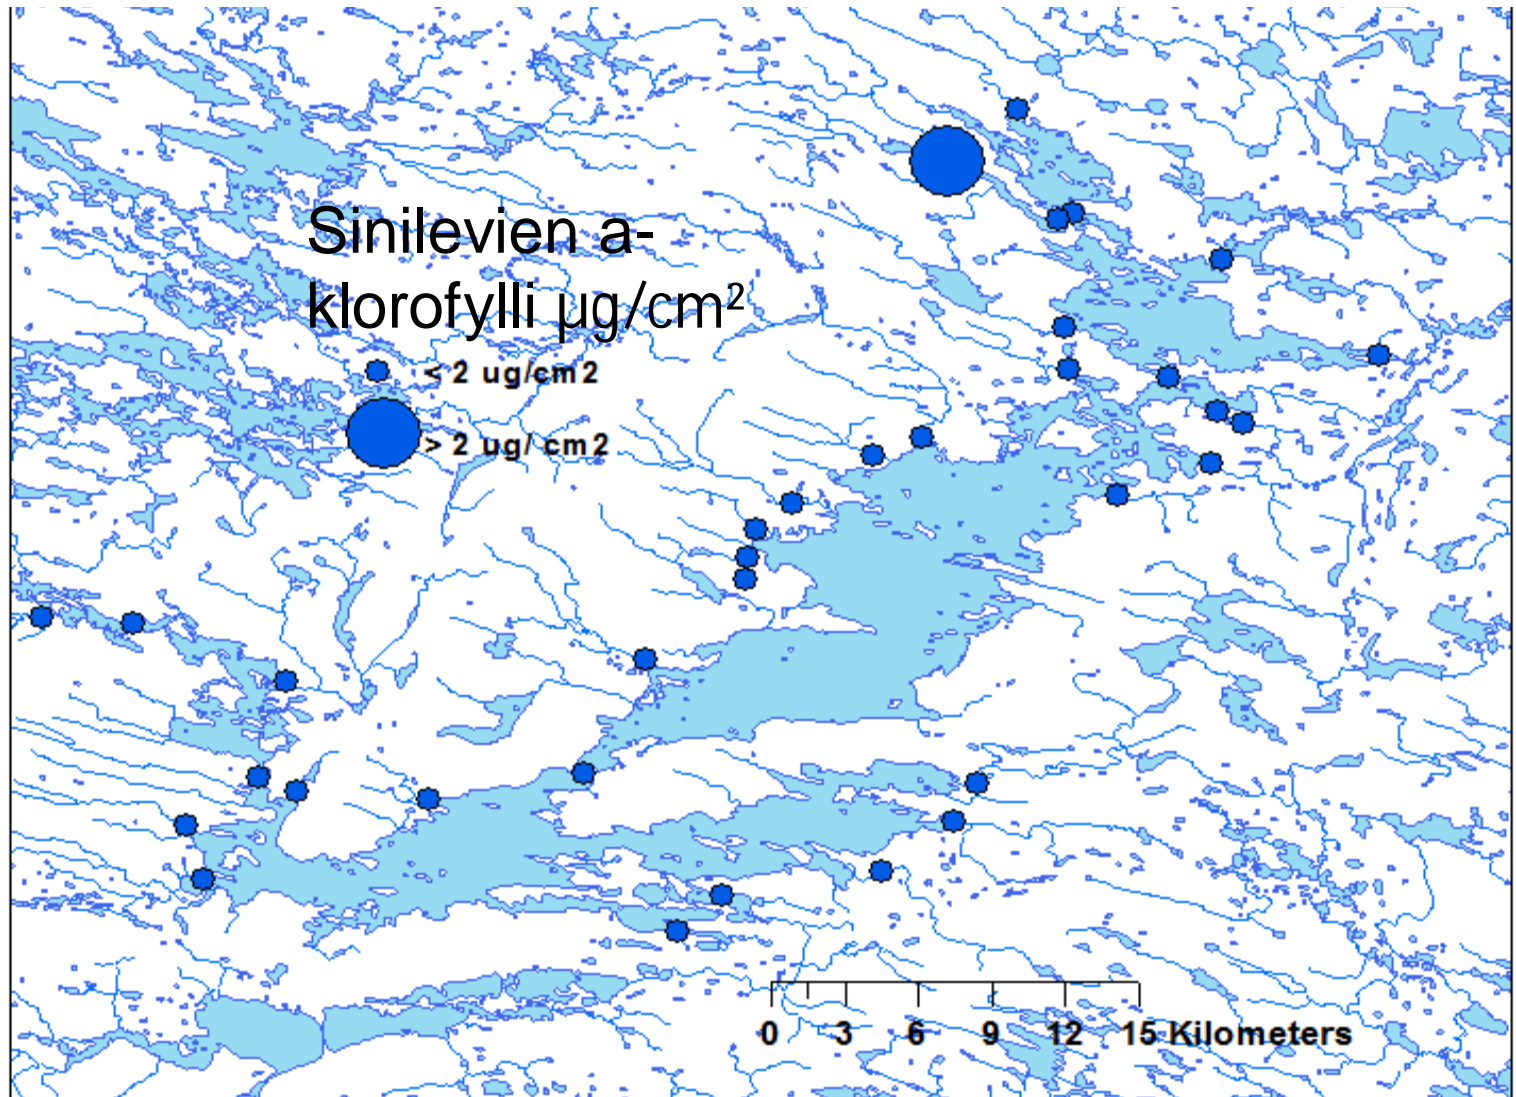 Sinilevien a-
klorofylli µg/cm²
< 2 ug/cm2
> 2 ug/ cm2
0 3 6 9 12 15 Kilometers